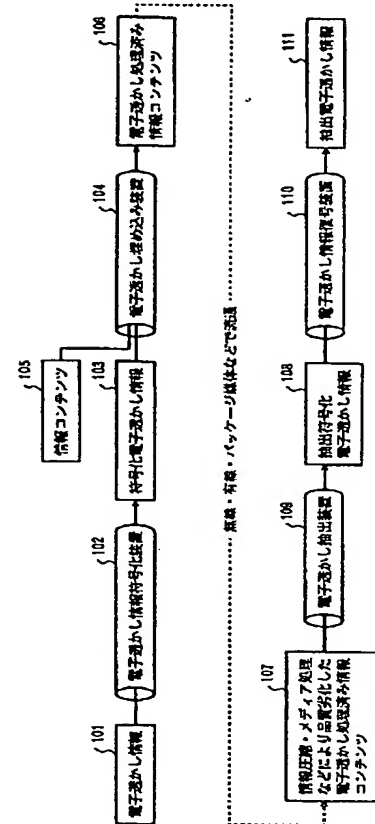 101
電子透かし情報
102
電子透かし情報符号化装置
103
符号化電子透かし情報
105
情報コンテンツ
104
電子透かし埋め込み装置
106
電子透かし処理済み
情報コンテンツ
無線・有線・パッケージ媒体などで流通
107
情報圧縮・メディア処理
などにより品質劣化した
電子透かし処理済み情報
コンテンツ
109
電子透かし抽出装置
108
抽出符号化
電子透かし情報
110
電子透かし情報復号装置
111
抽出電子透かし情報